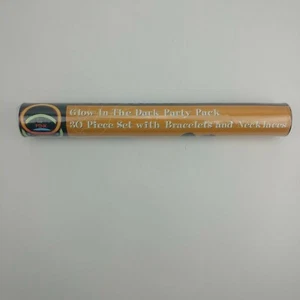 Glow In The Dark Party Pack
30 Piece Set with Bracelets and Necklaces